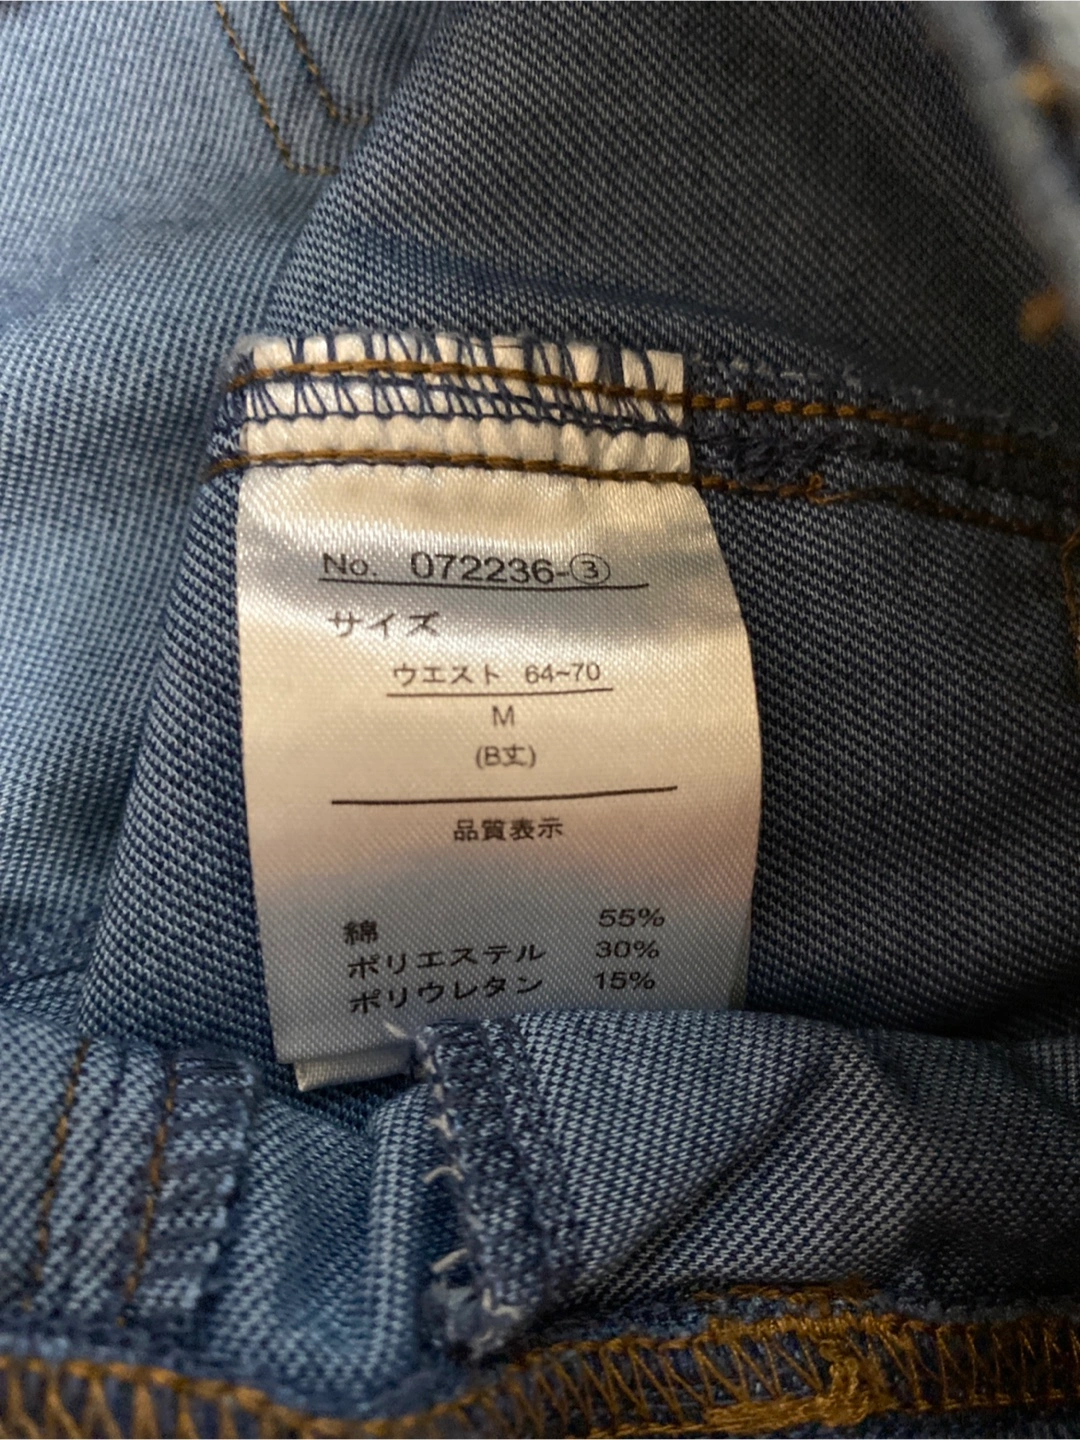 No. 072236-③
サイズ
ウエスト 64~70
M
(B丈)
品質表示
綿 55%
ポリエステル 30%
ポリウレタン 15%